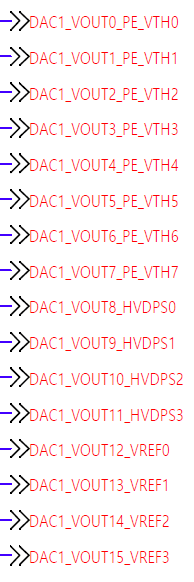 DAC1_VOUT0_PE_VTH0
DAC1_VOUT1_PE_VTH1
DAC1_VOUT2_PE_VTH2
DAC1_VOUT3_PE_VTH3
DAC1_VOUT4_PE_VTH4
DAC1_VOUT5_PE_VTH5
DAC1_VOUT6_PE_VTH6
DAC1_VOUT7_PE_VTH7
DAC1_VOUT8_HVDPS0
DAC1_VOUT9_HVDPS1
DAC1_VOUT10_HVDPS2
DAC1_VOUT11_HVDPS3
DAC1_VOUT12_VREF0
DAC1_VOUT13_VREF1
DAC1_VOUT14_VREF2
DAC1_VOUT15_VREF3